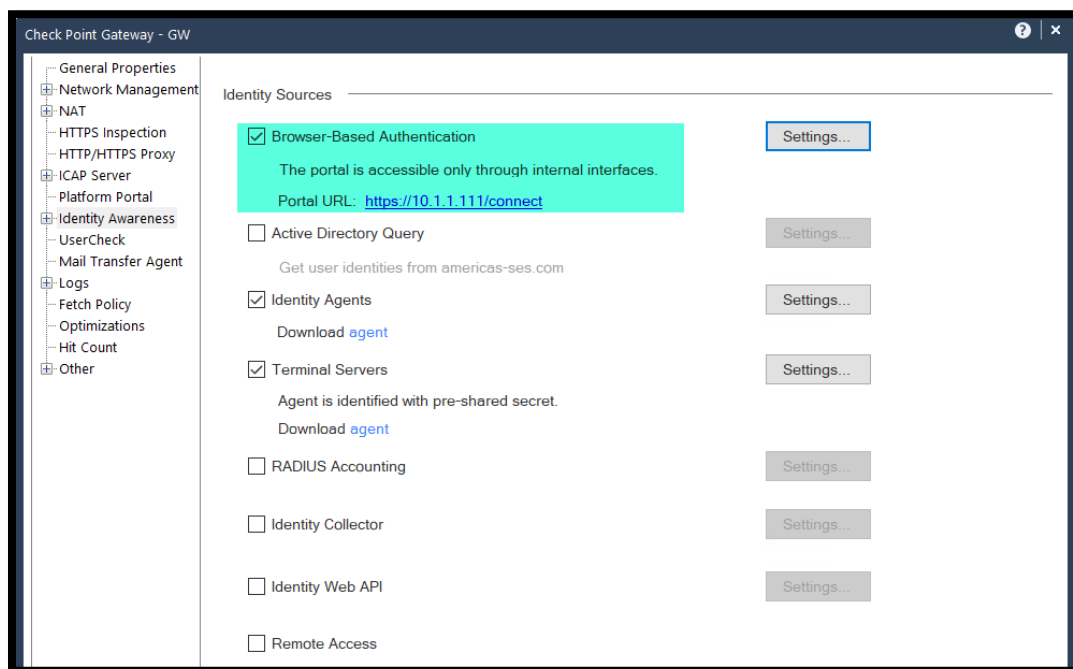 Check Point Gateway - GW
General Properties
Network Management
NAT
HTTPS Inspection
HTTP/HTTPS Proxy
ICAP Server
Platform Portal
Identity Awareness
UserCheck
Mail Transfer Agent
Logs
Fetch Policy
Optimizations
Hit Count
Other
Identity Sources
Browser-Based Authentication
Settings...
The portal is accessible only through internal interfaces.
Portal URL: https://10.1.1.111/connect
Active Directory Query
Settings...
Get user identities from americas-ses.com
Identity Agents
Settings...
Download agent
Terminal Servers
Settings...
Agent is identified with pre-shared secret.
Download agent
RADIUS Accounting
Settings...
Identity Collector
Settings...
Identity Web API
Settings...
Remote Access